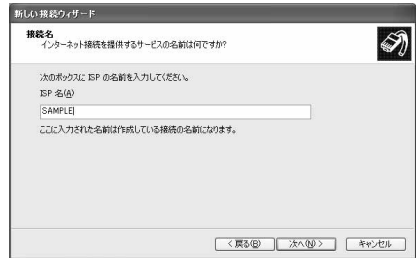 新しい接続ウィザード
接続名
インターネット接続を提供するサービスの名前は何ですか?
次のボックスに ISP の名前を入力してください。
ISP 名(A)
SAMPLE
ここに入力された名前は作成している接続の名前になります。
< 戻る(B)
次へ(N) >
キャンセル